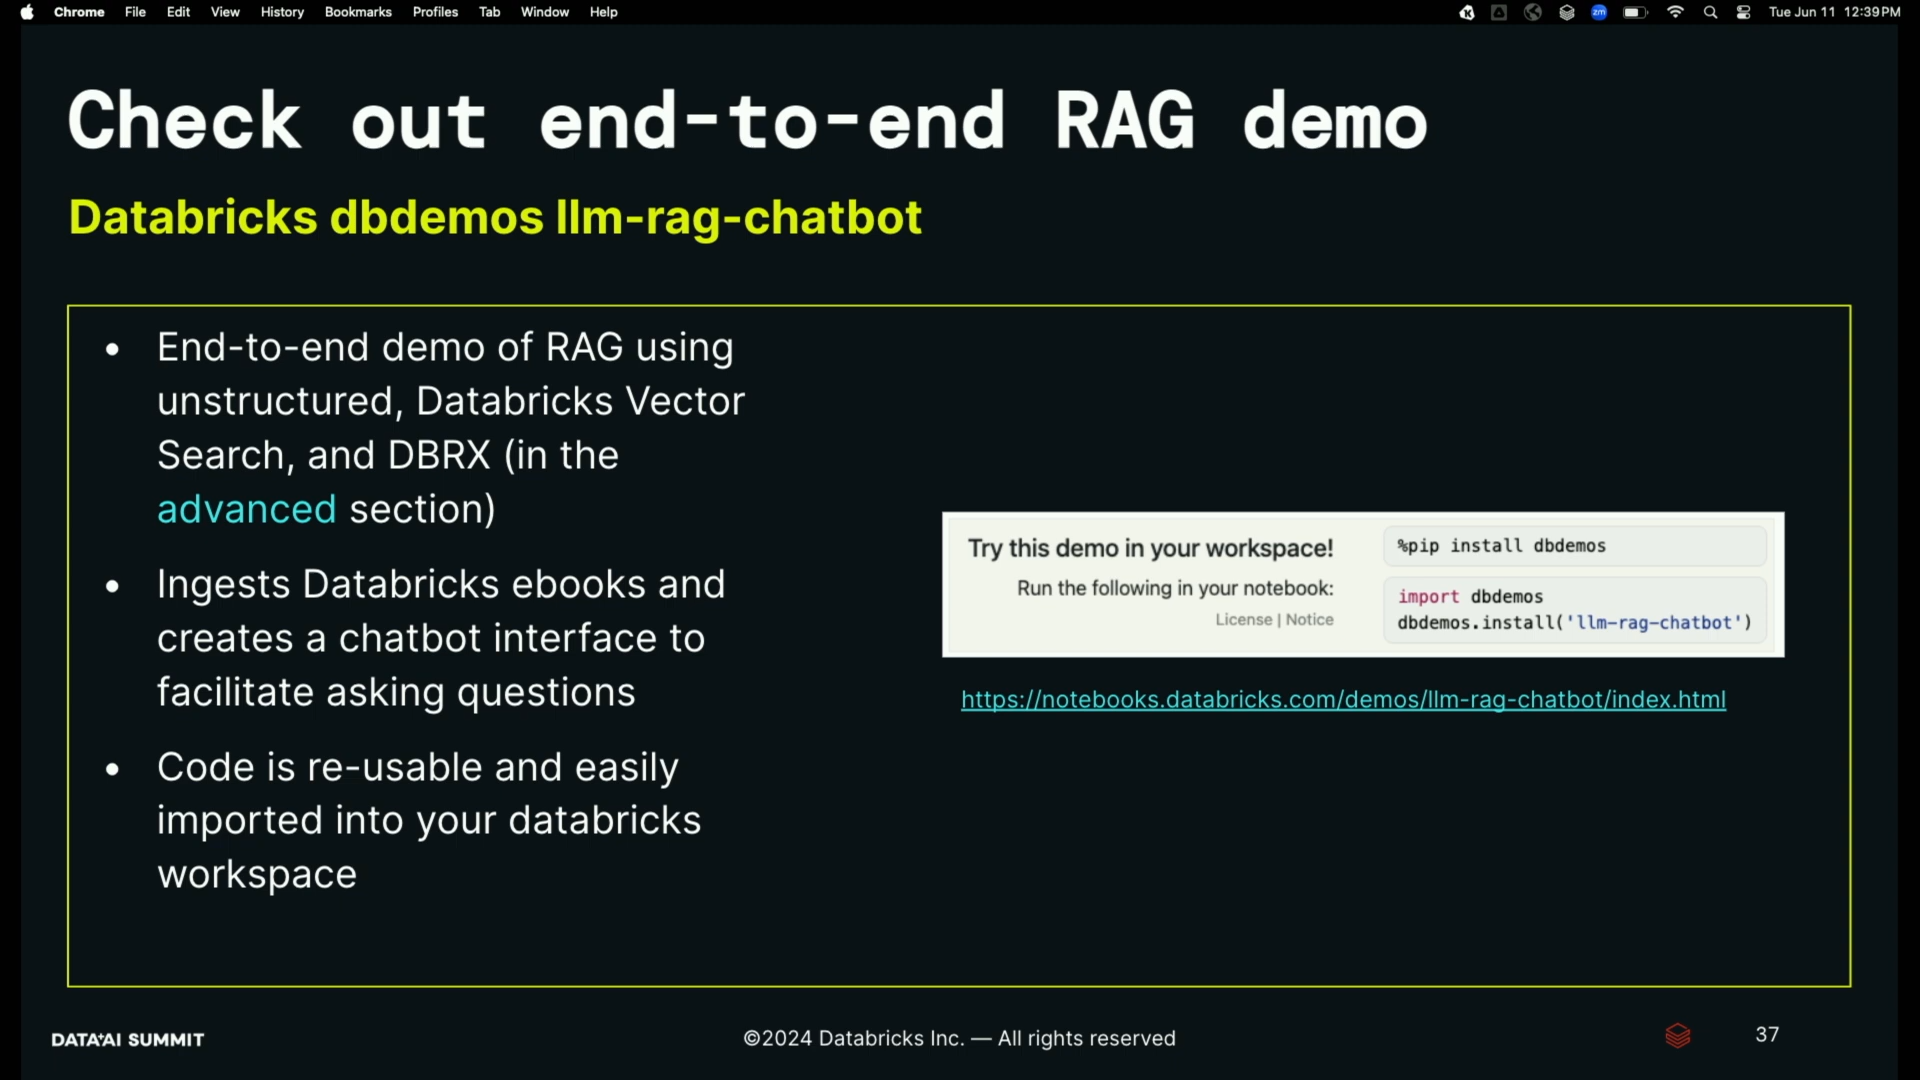 Chrome File Edit View History Bookmarks Profiles Tab Window Help
zm
Tue Jun 11 12:39 PM
Check out end-to-end RAG demo
Databricks dbdemos llm-rag-chatbot
• End-to-end demo of RAG using
unstructured, Databricks Vector
Search, and DBRX (in the
advanced section)
• Ingests Databricks ebooks and
creates a chatbot interface to
facilitate asking questions
• Code is re-usable and easily
imported into your databricks
workspace
Try this demo in your workspace!
Run the following in your notebook:
License | Notice
%pip install dbdemos
import dbdemos
dbdemos.install('llm-rag-chatbot')
https://notebooks.databricks.com/demos/llm-rag-chatbot/index.html
DATA+AI SUMMIT
©2024 Databricks Inc. — All rights reserved
37